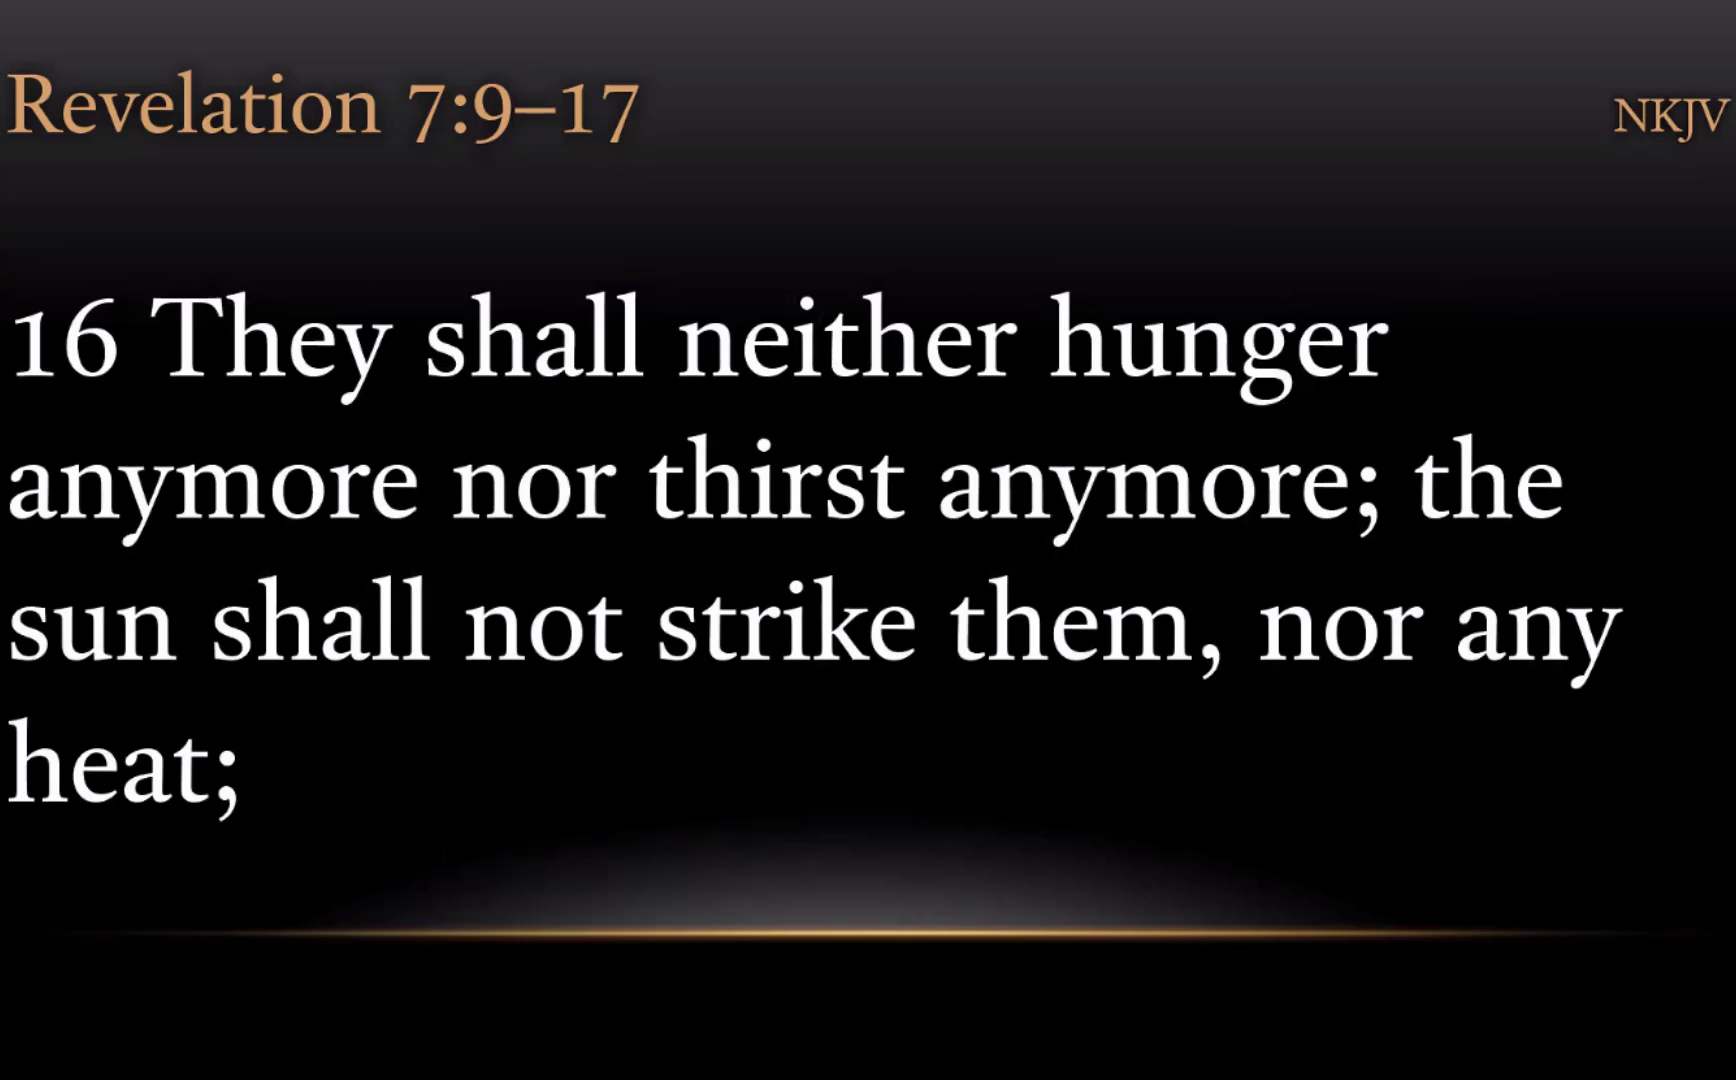 Revelation 7:9–17
NKJV
16 They shall neither hunger
anymore nor thirst anymore; the
sun shall not strike them, nor any
heat;